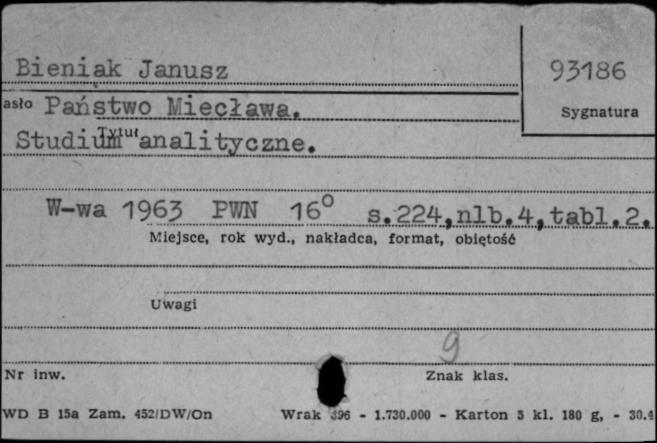 Bieniak Janusz
93186
asło Państwo Miecława.
Sygnatura
Tytuł
Studium analityczne.
W-wa 1963 PWN 16° s.224,nlb.4,tabl.2.
Miejsce, rok wyd., nakładca, format, obiętość
Uwagi
9
Nr inw.
Znak klas.
WD B 15a Zam. 452/DW/On Wrak 396 - 1.730.000 - Karton 5 kl. 180 g, - 30.4